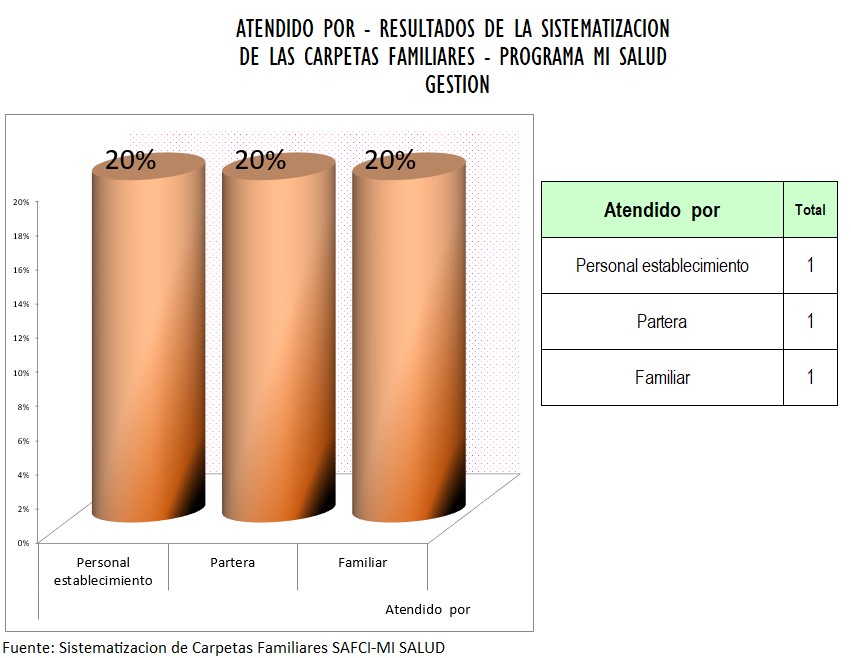 ATENDIDO POR - RESULTADOS DE LA SISTEMATIZACION
DE LAS CARPETAS FAMILIARES - PROGRAMA MI SALUD
GESTION
20% 20% 20%
20%
18%
16%
14%
12%
10%
8%
6%
4%
2%
0%
Personal establecimiento
Partera
Familiar
Atendido por
Atendido por Total
Personal establecimiento 1
Partera 1
Familiar 1
Fuente: Sistematizacion de Carpetas Familiares SAFCI-MI SALUD